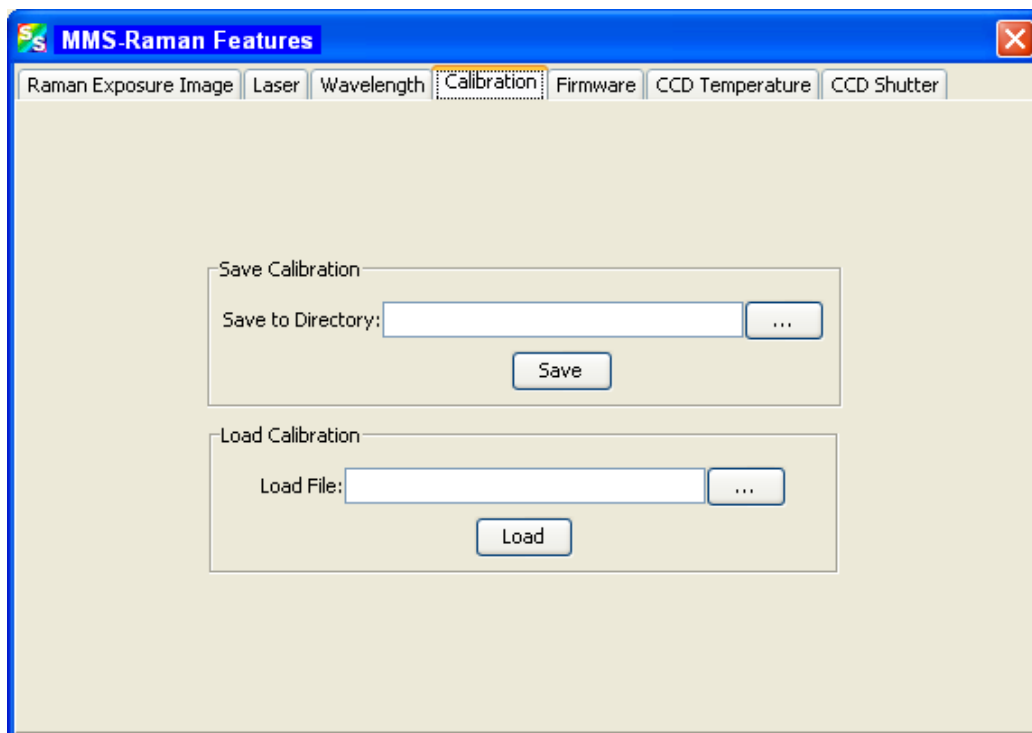 SS MMS-Raman Features
Raman Exposure Image Laser Wavelength Calibration Firmware CCD Temperature CCD Shutter
Save Calibration
Save to Directory: ...
Save
Load Calibration
Load File: ...
Load